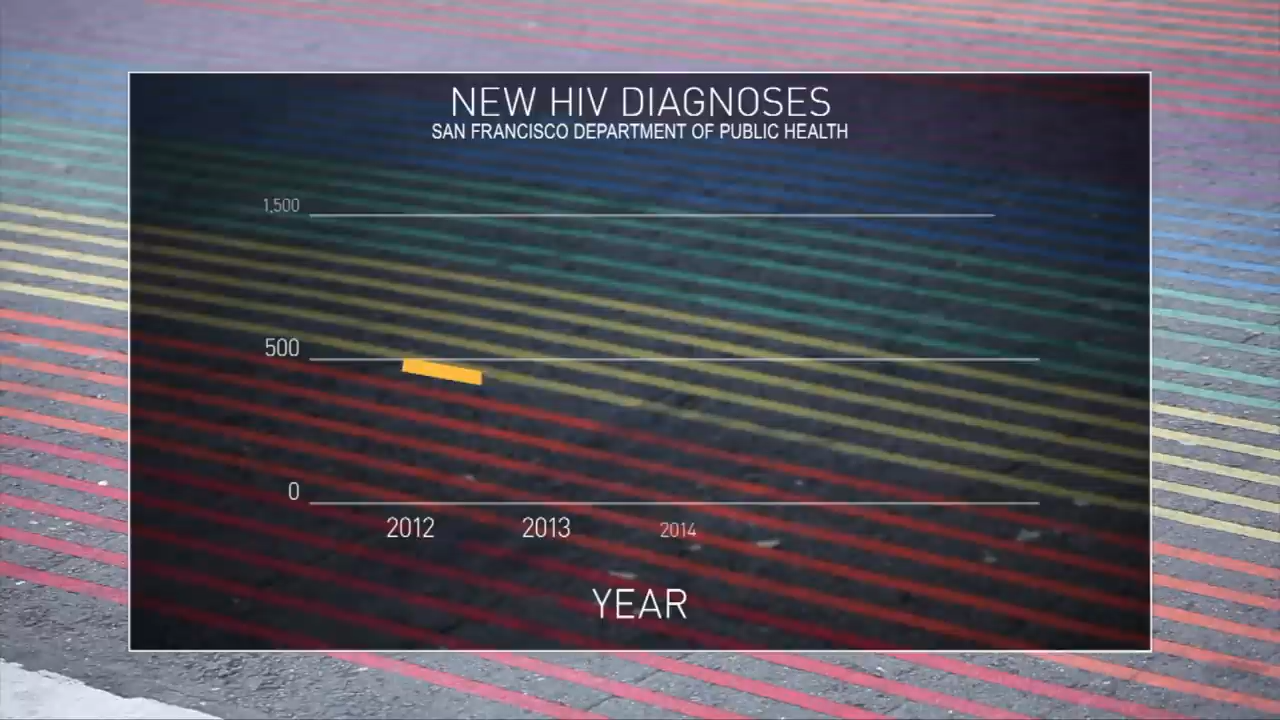 NEW HIV DIAGNOSES
SAN FRANCISCO DEPARTMENT OF PUBLIC HEALTH
1,500
500
0
2012 2013 2014
YEAR